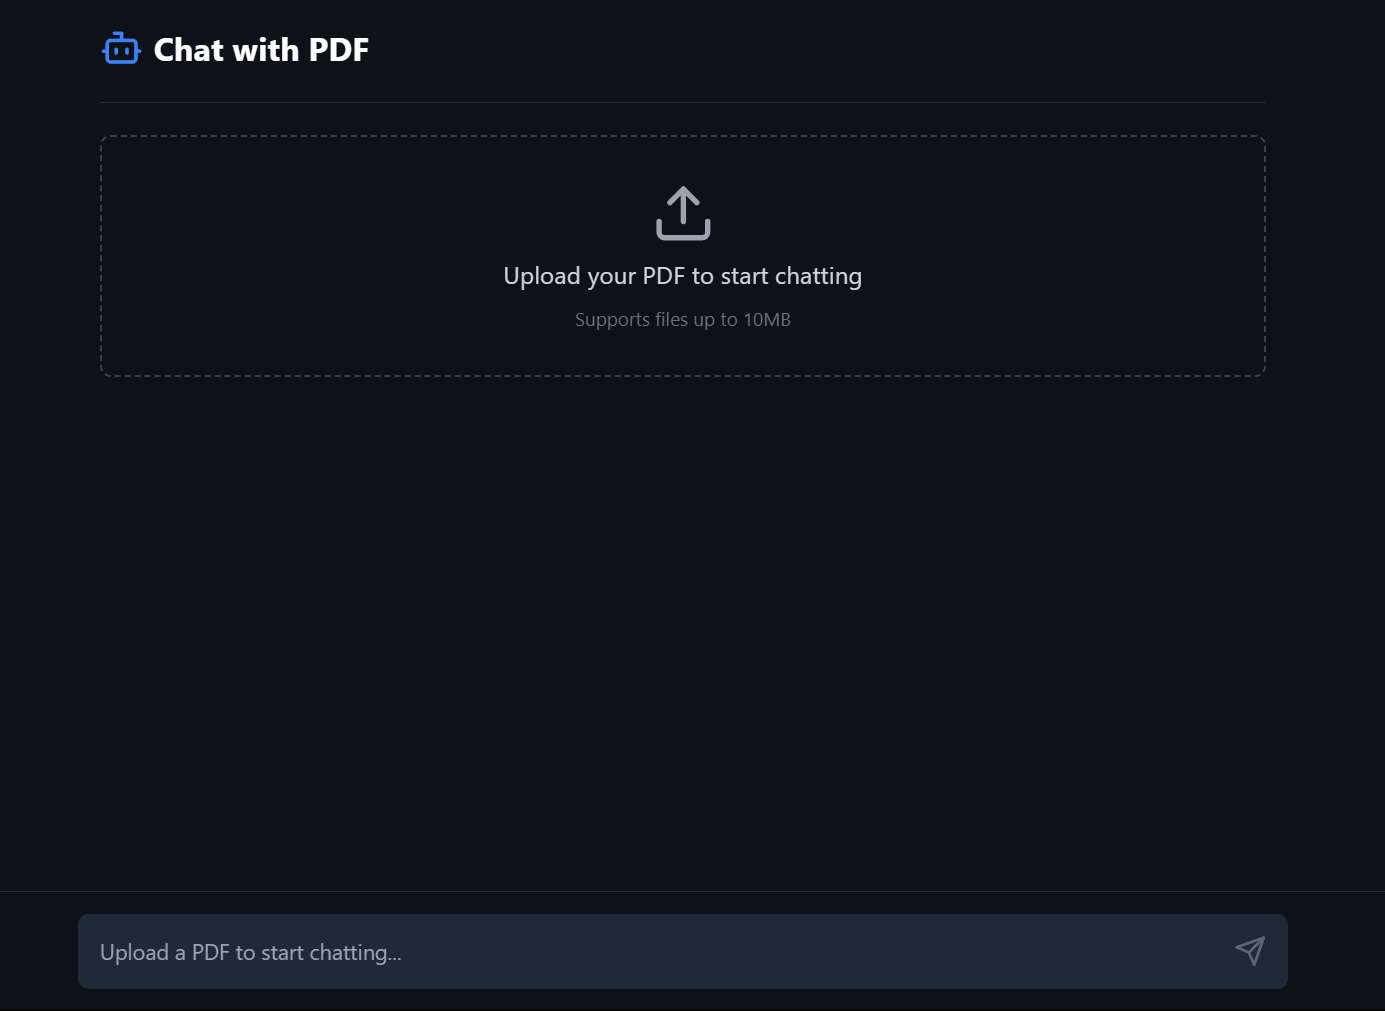 Chat with PDF
Upload your PDF to start chatting
Supports files up to 10MB
Upload a PDF to start chatting...